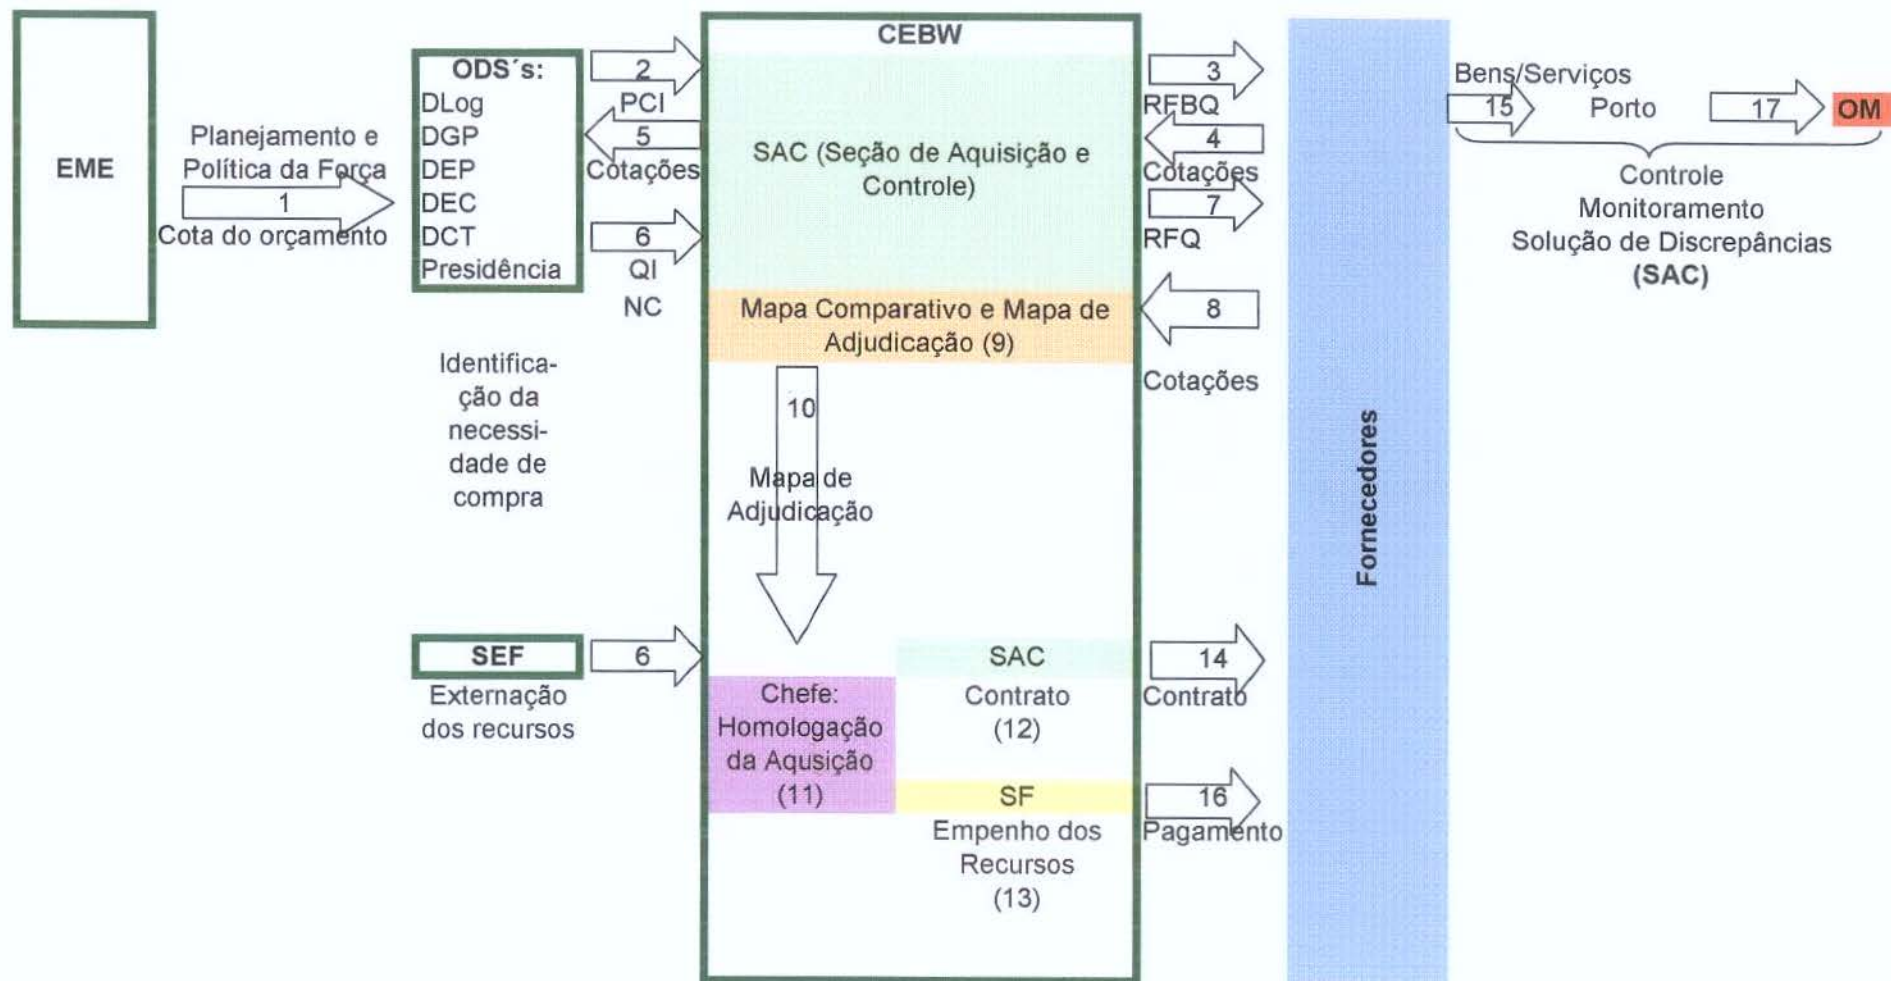 EME
Planejamento e
Política da Força
1
Cota do orçamento
ODS´s:
DLog
DGP
DEP
DEC
DCT
Presidência
2
PCI
5
Cotações
6
QI
NC
Identifica-
ção da
necessi-
dade de
compra
SEF
Externação
dos recursos
6
CEBW
SAC (Seção de Aquisição e
Controle)
Mapa Comparativo e Mapa de
Adjudicação (9)
10
Mapa de
Adjudicação
Chefe:
Homologação
da Aqusição
(11)
SAC
Contrato
(12)
SF
Empenho dos
Recursos
(13)
3
RFBQ
4
Cotações
7
RFQ
8
Cotações
14
Contrato
16
Pagamento
Fornecedores
Bens/Serviços
15
Porto
17
OM
Controle
Monitoramento
Solução de Discrepâncias
(SAC)